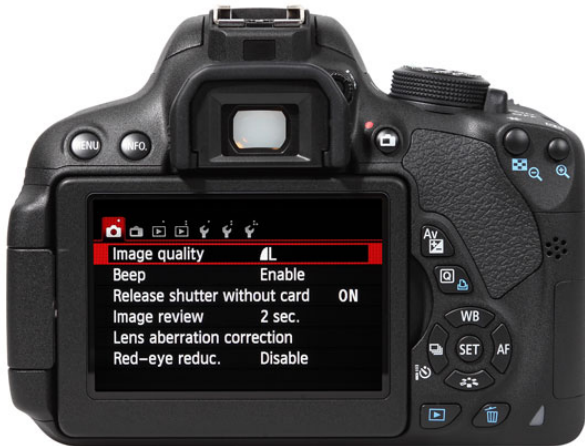 MENU
INFO.
Image quality L
Beep Enable
Release shutter without card ON
Image review 2 sec.
Lens aberration correction
Red-eye reduc. Disable
Av
Q
WB
SET
AF